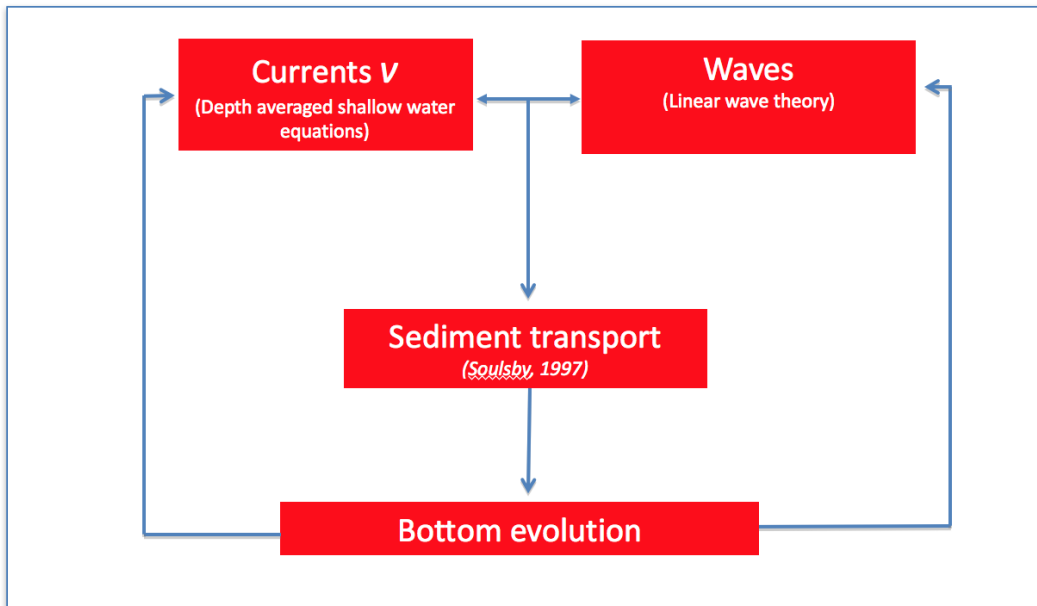 Currents v
(Depth averaged shallow water
equations)
Waves
(Linear wave theory)
Sediment transport
(Soulsby, 1997)
Bottom evolution